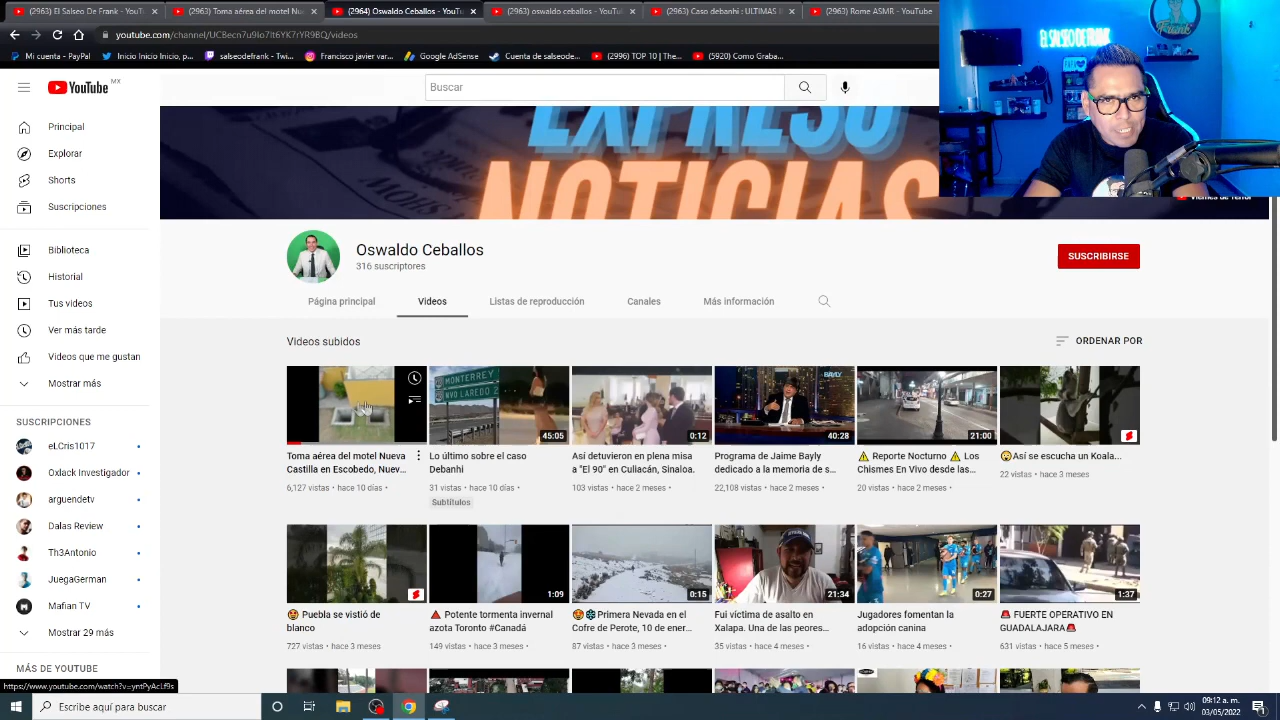 (2963) El Salseo de Frank
(2963) Toma aérea del motel Nu
(2964) Oswaldo Ceballos - YouTu
(2963) oswaldo ceballos - YouTub
(2963) Caso debanhi : ULTIMAS
(2963) Rome ASMR - YouTube
youtube.com/channel/UCBecn7u9Io7It6YK7rY9BRQ/videos
Mi cuenta - PayPal
Inicio Inicio Inicio, p...
salseodefrank - Twi...
Instagram
Google AdSense
Cuenta de salseode...
(2996) TOP 10 | The...
(5920) Como Graba...
EL SALSEO DE FRANK
Frank
YouTube MX
Buscar
EXPRESO
NOTICIAS
Viernes de Terror
Principal
Explorar
Shorts
Suscripciones
Biblioteca
Historial
Tus videos
Ver más tarde
Videos que me gustan
Mostrar más
SUSCRIPCIONES
eLCris1017
Oxlack Investigador
arguendetv
Dalas Review
Th3Antonio
JuegaGerman
Mafian TV
Mostrar 29 más
MÁS DE YOUTUBE
https://www.youtube.com/watch?v=yntPyAcLf9s
Oswaldo Ceballos
316 suscriptores
SUSCRIBIRSE
Página principal
Videos
Listas de reproducción
Canales
Más información
Videos subidos
ORDENAR POR
MONTERREY
NVO LAREDO 2
45:05
0:12
BAYLY
40:28
21:00
Toma aérea del motel Nueva
Castilla en Escobedo, Nuev...
6,127 vistas • hace 10 días •
Lo último sobre el caso
Debanhi
31 vistas • hace 10 días •
Subtítulos
Así detuvieron en plena misa
a "El 90" en Culiacán, Sinaloa.
103 vistas • hace 2 meses •
Programa de Jaime Bayly
dedicado a la memoria de s...
22,108 vistas • hace 2 meses •
⚠ Reporte Nocturno ⚠ Los
Chismes En Vivo desde las...
20 vistas • hace 2 meses •
😲Así se escucha un Koala...
22 vistas • hace 3 meses
1:09
0:15
21:34
0:27
1:37
Puebla se vistió de
blanco
727 vistas • hace 3 meses
🔺 Potente tormenta invernal
azota Toronto #Canadá
149 vistas • hace 3 meses •
Primera Nevada en el
Cofre de Perote, 10 de ener...
87 vistas • hace 3 meses •
Fui víctima de asalto en
Xalapa. Una de las peores...
35 vistas • hace 4 meses •
Jugadores fomentan la
adopción canina
16 vistas • hace 4 meses •
🚨 FUERTE OPERATIVO EN
GUADALAJARA🚨
631 vistas • hace 5 meses •
Escribe aquí para buscar
09:12 a. m.
03/05/2022